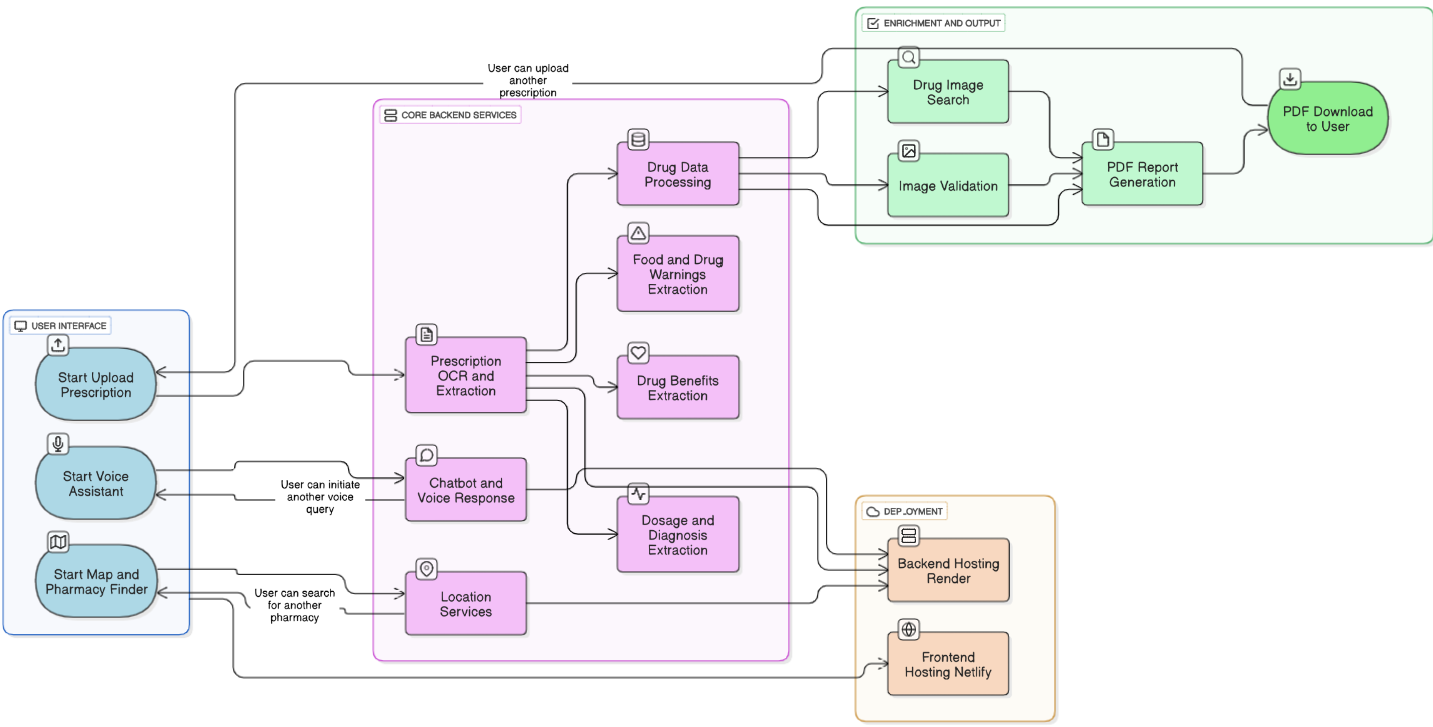 ENRICHMENT AND OUTPUT
User can upload
another
prescription
Drug Image
Search
PDF Download
to User
CORE BACKEND SERVICES
Drug Data
Processing
Image Validation
PDF Report
Generation
Food and Drug
Warnings
Extraction
USER INTERFACE
Start Upload
Prescription
Prescription
OCR and
Extraction
Drug Benefits
Extraction
Start Voice
Assistant
User can initiate
another voice
query
Chatbot and
Voice Response
Dosage and
Diagnosis
Extraction
DEPLOYMENT
Backend Hosting
Render
Start Map and
Pharmacy Finder
User can search
for another
pharmacy
Location
Services
Frontend
Hosting Netlify